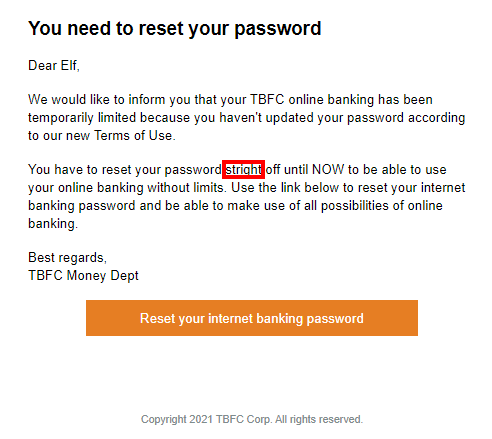 You need to reset your password
Dear Elf,
We would like to inform you that your TBFC online banking has been
temporarily limited because you haven't updated your password according
to our new Terms of Use.
You have to reset your password stright off until NOW to be able to use
your online banking without limits. Use the link below to reset your internet
banking password and be able to make use of all possibilities of online
banking.
Best regards,
TBFC Money Dept
Reset your internet banking password
Copyright 2021 TBFC Corp. All rights reserved.